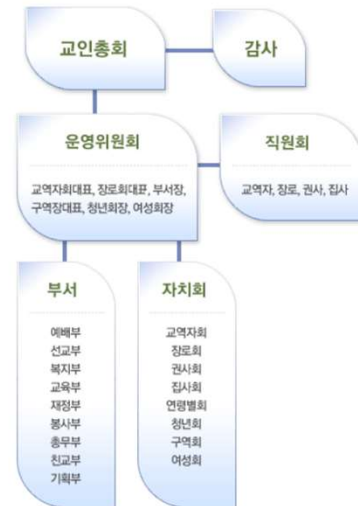 교인총회
감사
운영위원회
교역자회대표, 장로회대표, 부서장,
구역장대표, 청년회장, 여성회장
직원회
교역자, 장로, 권사, 집사
부서
예배부
선교부
복지부
교육부
재정부
봉사부
총무부
친교부
기획부
자치회
교역자회
장로회
권사회
집사회
연령별회
청년회
구역회
여성회